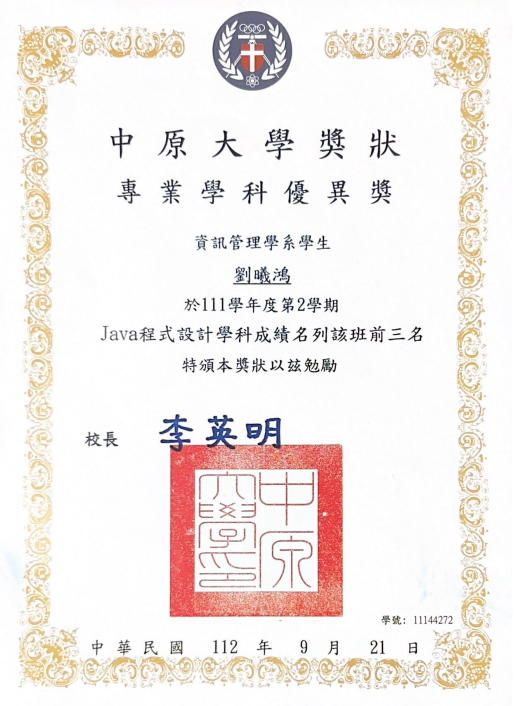 中原大學獎狀
專業學科優異獎
資訊管理學系學生
劉曦鴻
於111學年度第2學期
Java程式設計學科成績名列該班前三名
特頒本獎狀以玆勉勵
校長 李英明
中原大學印
學號: 11144272
中華民國 112 年 9 月 21 日